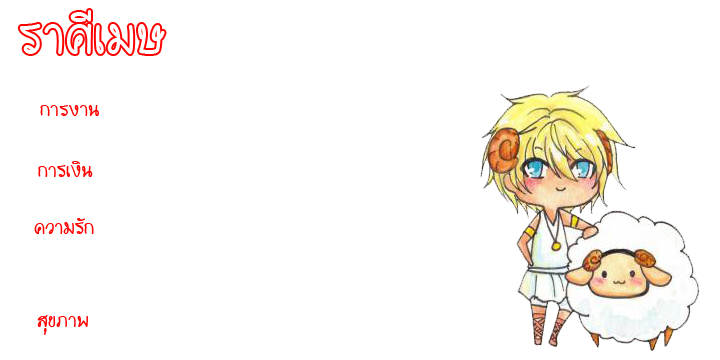 ราศีเมษ
การงาน
การเงิน
ความรัก
สุขภาพ